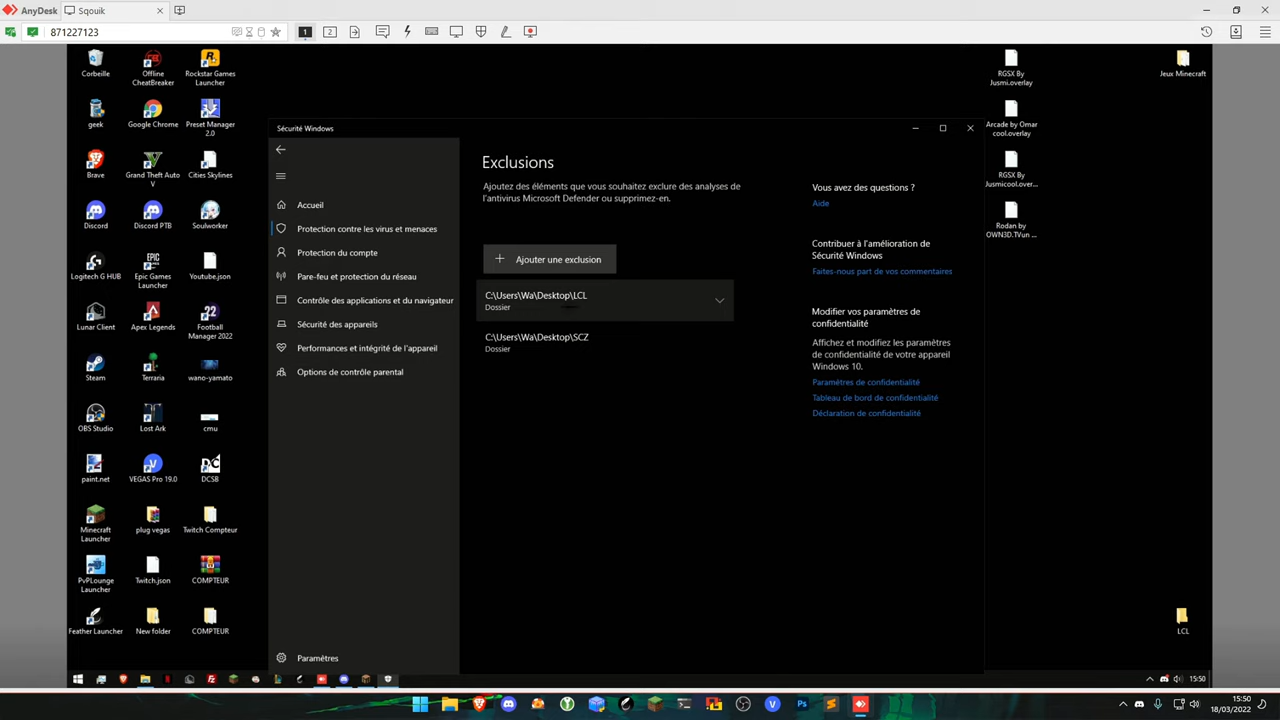 AnyDesk
Sqouik
871227123
1
2
Corbeille
Offline
CheatBreaker
Rockstar Games
Launcher
geek
Google Chrome
Preset Manager
2.0
Brave
Grand Theft Auto
V
Cities Skylines
Discord
Discord PTB
Soulworker
Logitech G HUB
Epic Games
Launcher
Youtube.json
Lunar Client
Apex Legends
Football
Manager 2022
Steam
Terraria
wano-yamato
OBS Studio
Lost Ark
cmu
paint.net
VEGAS Pro 19.0
DCSB
Minecraft
Launcher
plug vegas
Twitch Compteur
PvPLounge
Launcher
Twitch.json
COMPTEUR
Feather Launcher
New folder
COMPTEUR
Sécurité Windows
Accueil
Protection contre les virus et menaces
Protection du compte
Pare-feu et protection du réseau
Contrôle des applications et du navigateur
Sécurité des appareils
Performances et intégrité de l'appareil
Options de contrôle parental
Paramètres
Exclusions
Ajoutez des éléments que vous souhaitez exclure des analyses de
l'antivirus Microsoft Defender ou supprimez-en.
Ajouter une exclusion
C:\Users\Wa\Desktop\LCL
Dossier
C:\Users\Wa\Desktop\SCZ
Dossier
Vous avez des questions ?
Aide
Contribuer à l'amélioration de
Sécurité Windows
Faites-nous part de vos commentaires
Modifier vos paramètres de
confidentialité
Affichez et modifiez les paramètres
de confidentialité de votre appareil
Windows 10.
Paramètres de confidentialité
Tableau de bord de confidentialité
Déclaration de confidentialité
RGSX By
Jusmi.overlay
Arcade by Omar
cool.overlay
RGSX By
Jusmicool.over...
Rodan by
OWN3D.TVun ...
Jeux Minecraft
LCL
15:50
15:50
18/03/2022